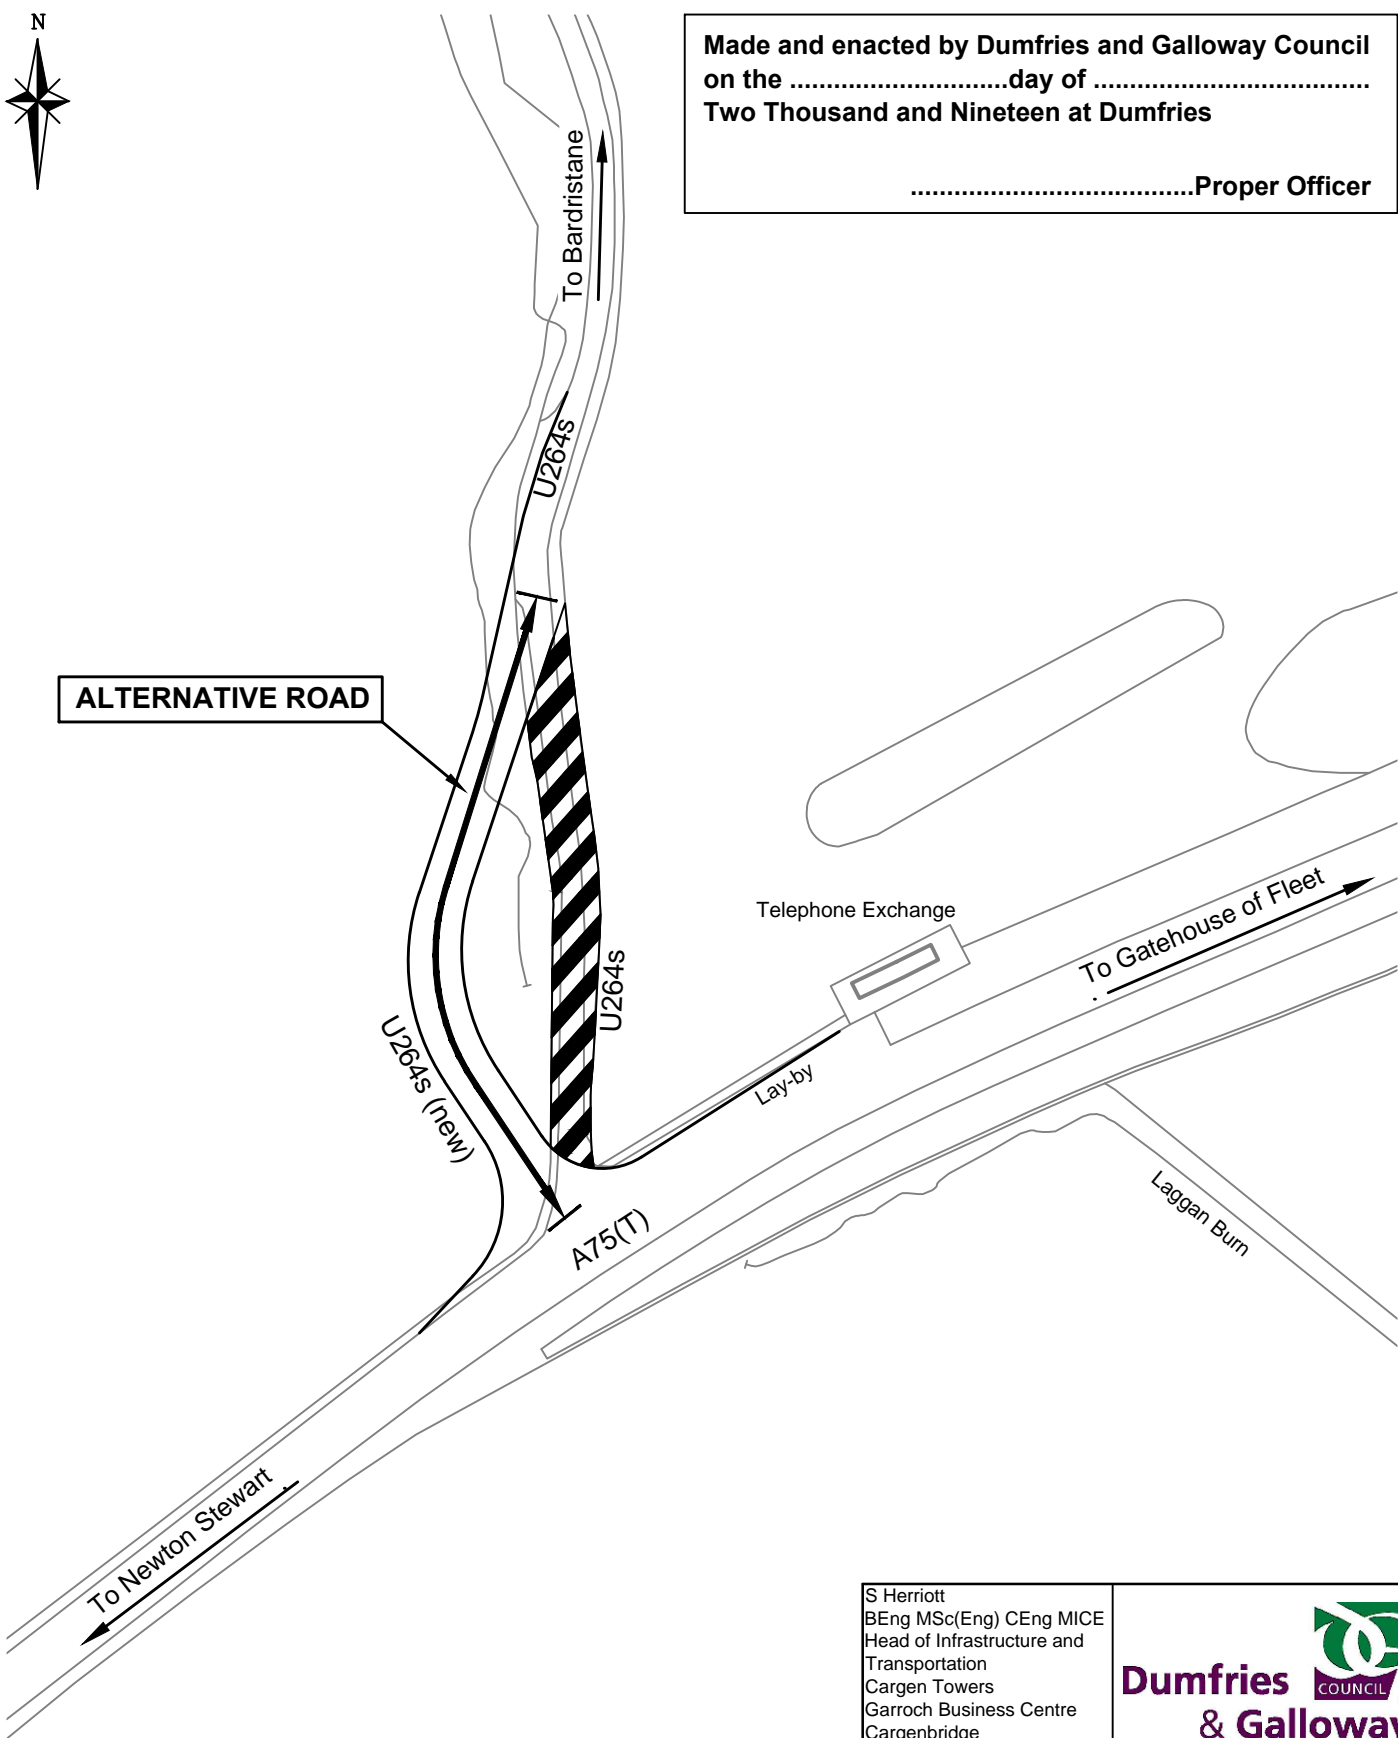 N
Made and enacted by Dumfries and Galloway Council
on the ..............................day of ......................................
Two Thousand and Nineteen at Dumfries
.......................................Proper Officer
To Bardristane
U264s
ALTERNATIVE ROAD
Telephone Exchange
To Gatehouse of Fleet
U264s
U264s (new)
Lay-by
Laggan Burn
A75(T)
To Newton Stewart
S Herriott
BEng MSc(Eng) CEng MICE
Head of Infrastructure and
Transportation
Cargen Towers
Garroch Business Centre
Cargenbridge
Dumfries
COUNCIL
& Galloway